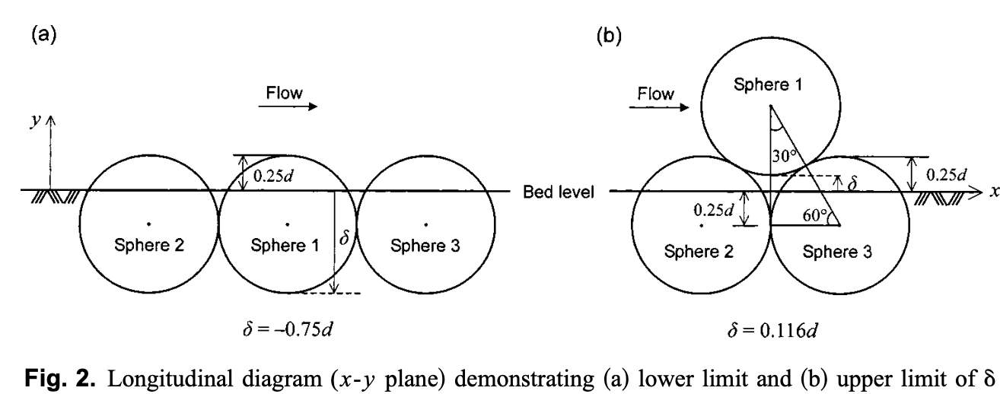 (a)
(b)
Flow
Sphere 1
Flow
y
0.25d
30°
0.25d
δ
Bed level
x
0.25d
60°
δ
Sphere 2
Sphere 1
Sphere 3
Sphere 2
Sphere 3
δ = –0.75d
δ = 0.116d
Fig. 2. Longitudinal diagram (x-y plane) demonstrating (a) lower limit and (b) upper limit of δ